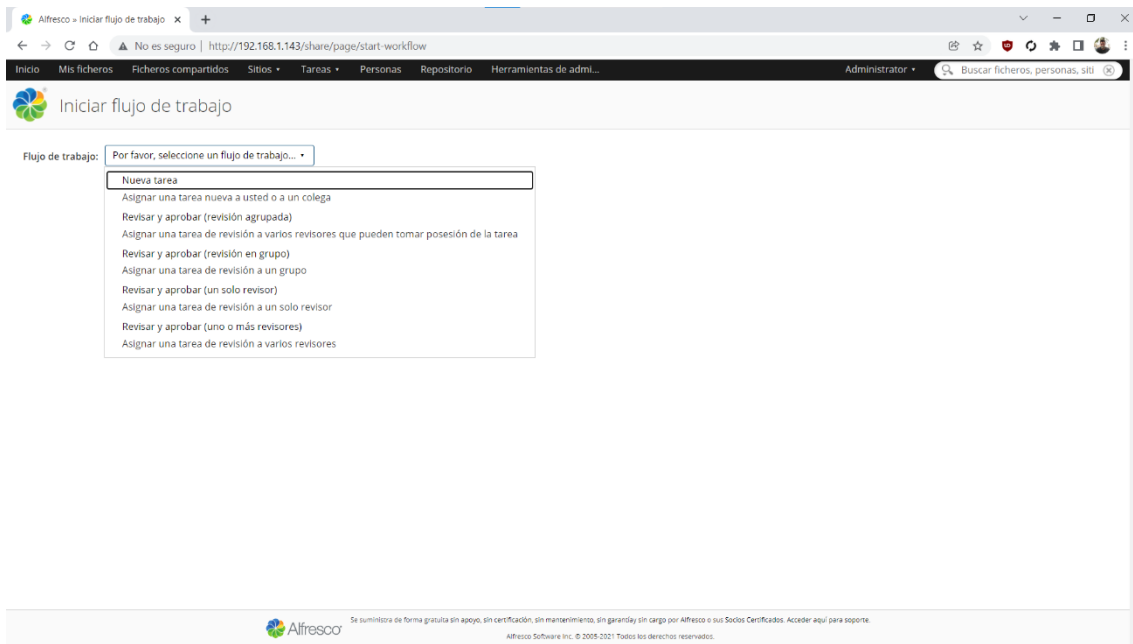 Alfresco » Iniciar flujo de trabajo
No es seguro | http://192.168.1.143/share/page/start-workflow
Inicio Mis ficheros Ficheros compartidos Sitios Tareas Personas Repositorio Herramientas de admi... Administrator Buscar ficheros, personas, siti
Iniciar flujo de trabajo
Flujo de trabajo: Por favor, seleccione un flujo de trabajo...
Nueva tarea
Asignar una tarea nueva a usted o a un colega
Revisar y aprobar (revisión agrupada)
Asignar una tarea de revisión a varios revisores que pueden tomar posesión de la tarea
Revisar y aprobar (revisión en grupo)
Asignar una tarea de revisión a un grupo
Revisar y aprobar (un solo revisor)
Asignar una tarea de revisión a un solo revisor
Revisar y aprobar (uno o más revisores)
Asignar una tarea de revisión a varios revisores
Alfresco
Se suministra de forma gratuita sin apoyo, sin certificación, sin mantenimiento, sin garantíay sin cargo por Alfresco o sus Socios Certificados. Acceder aquí para soporte.
Alfresco Software Inc. © 2005-2021 Todos los derechos reservados.